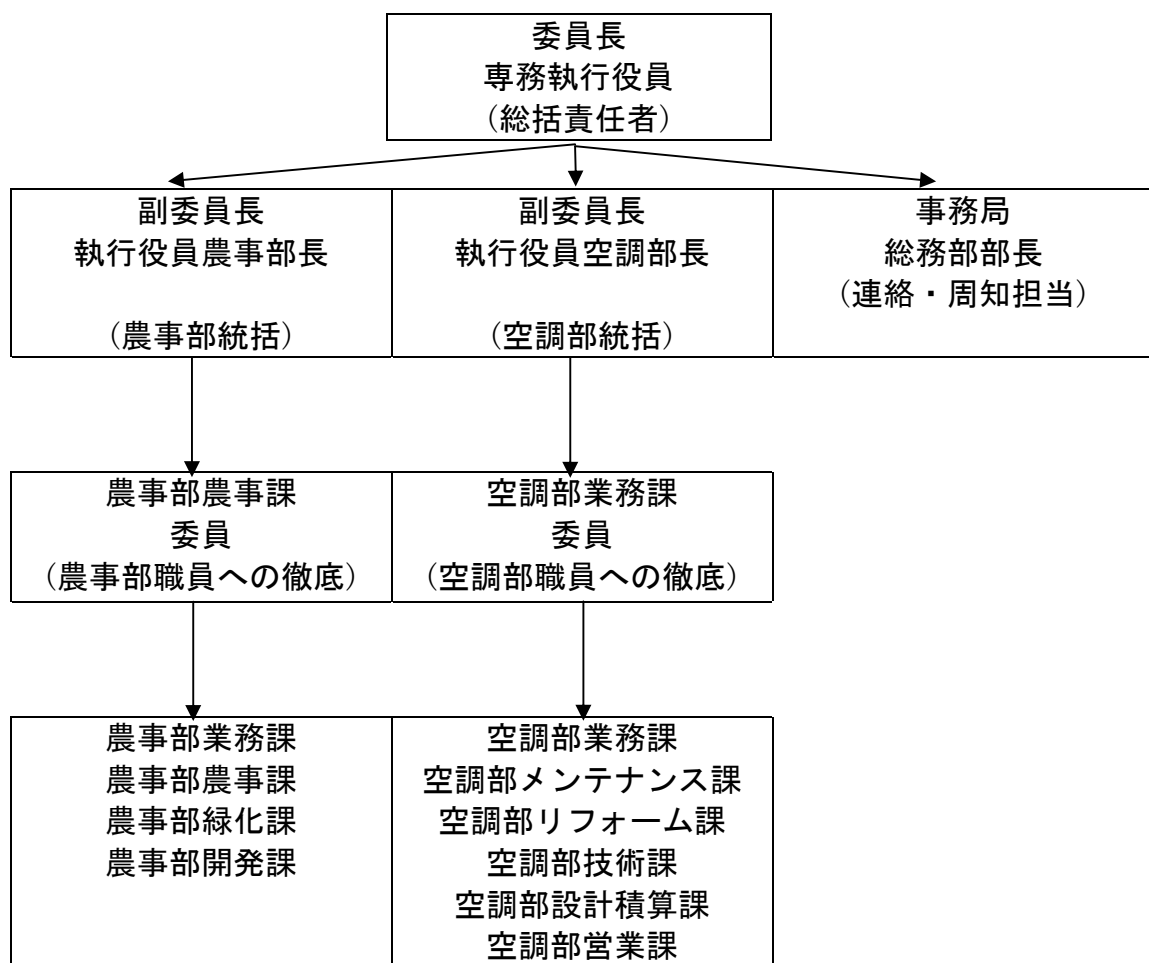 委員長
専務執行役員
（総括責任者）
副委員長
執行役員農事部長
（農事部統括）
副委員長
執行役員空調部長
（空調部統括）
事務局
総務部部長
（連絡・周知担当）
農事部農事課
委員
（農事部職員への徹底）
空調部業務課
委員
（空調部職員への徹底）
農事部業務課
農事部農事課
農事部緑化課
農事部開発課
空調部業務課
空調部メンテナンス課
空調部リフォーム課
空調部技術課
空調部設計積算課
空調部営業課